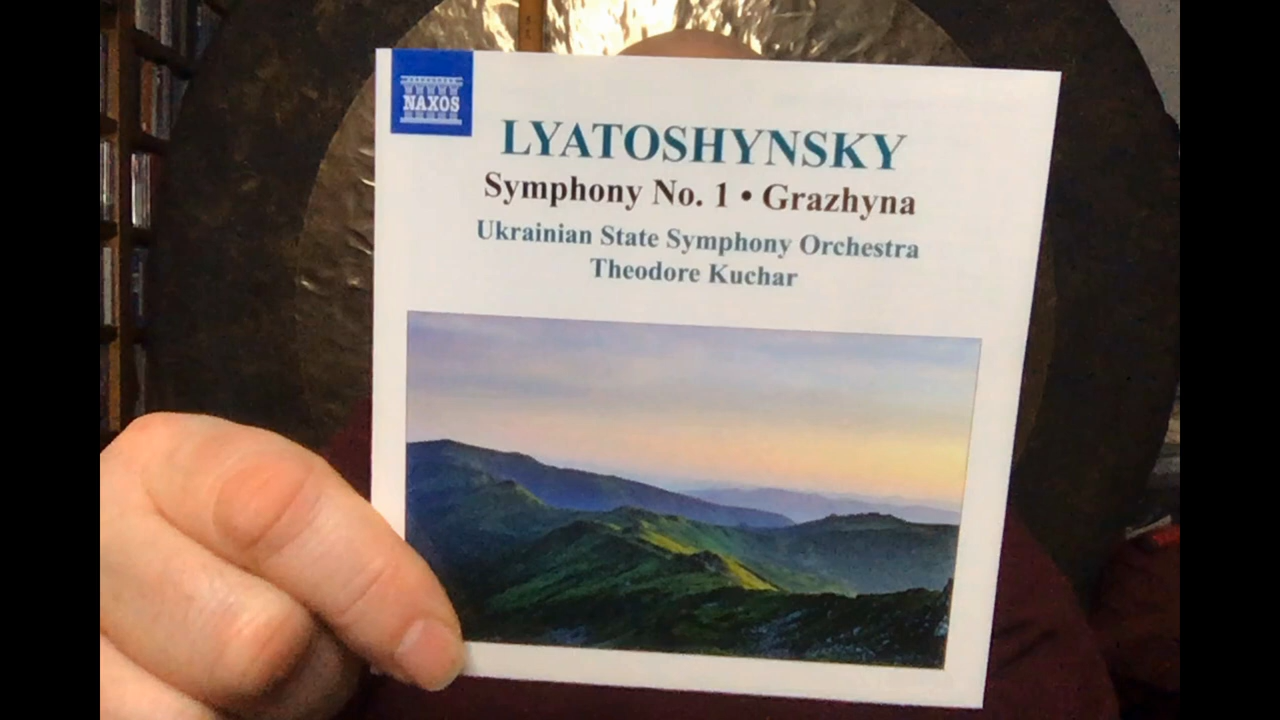 NAXOS
LYATOSHYNSKY
Symphony No. 1 • Grazhyna
Ukrainian State Symphony Orchestra
Theodore Kuchar